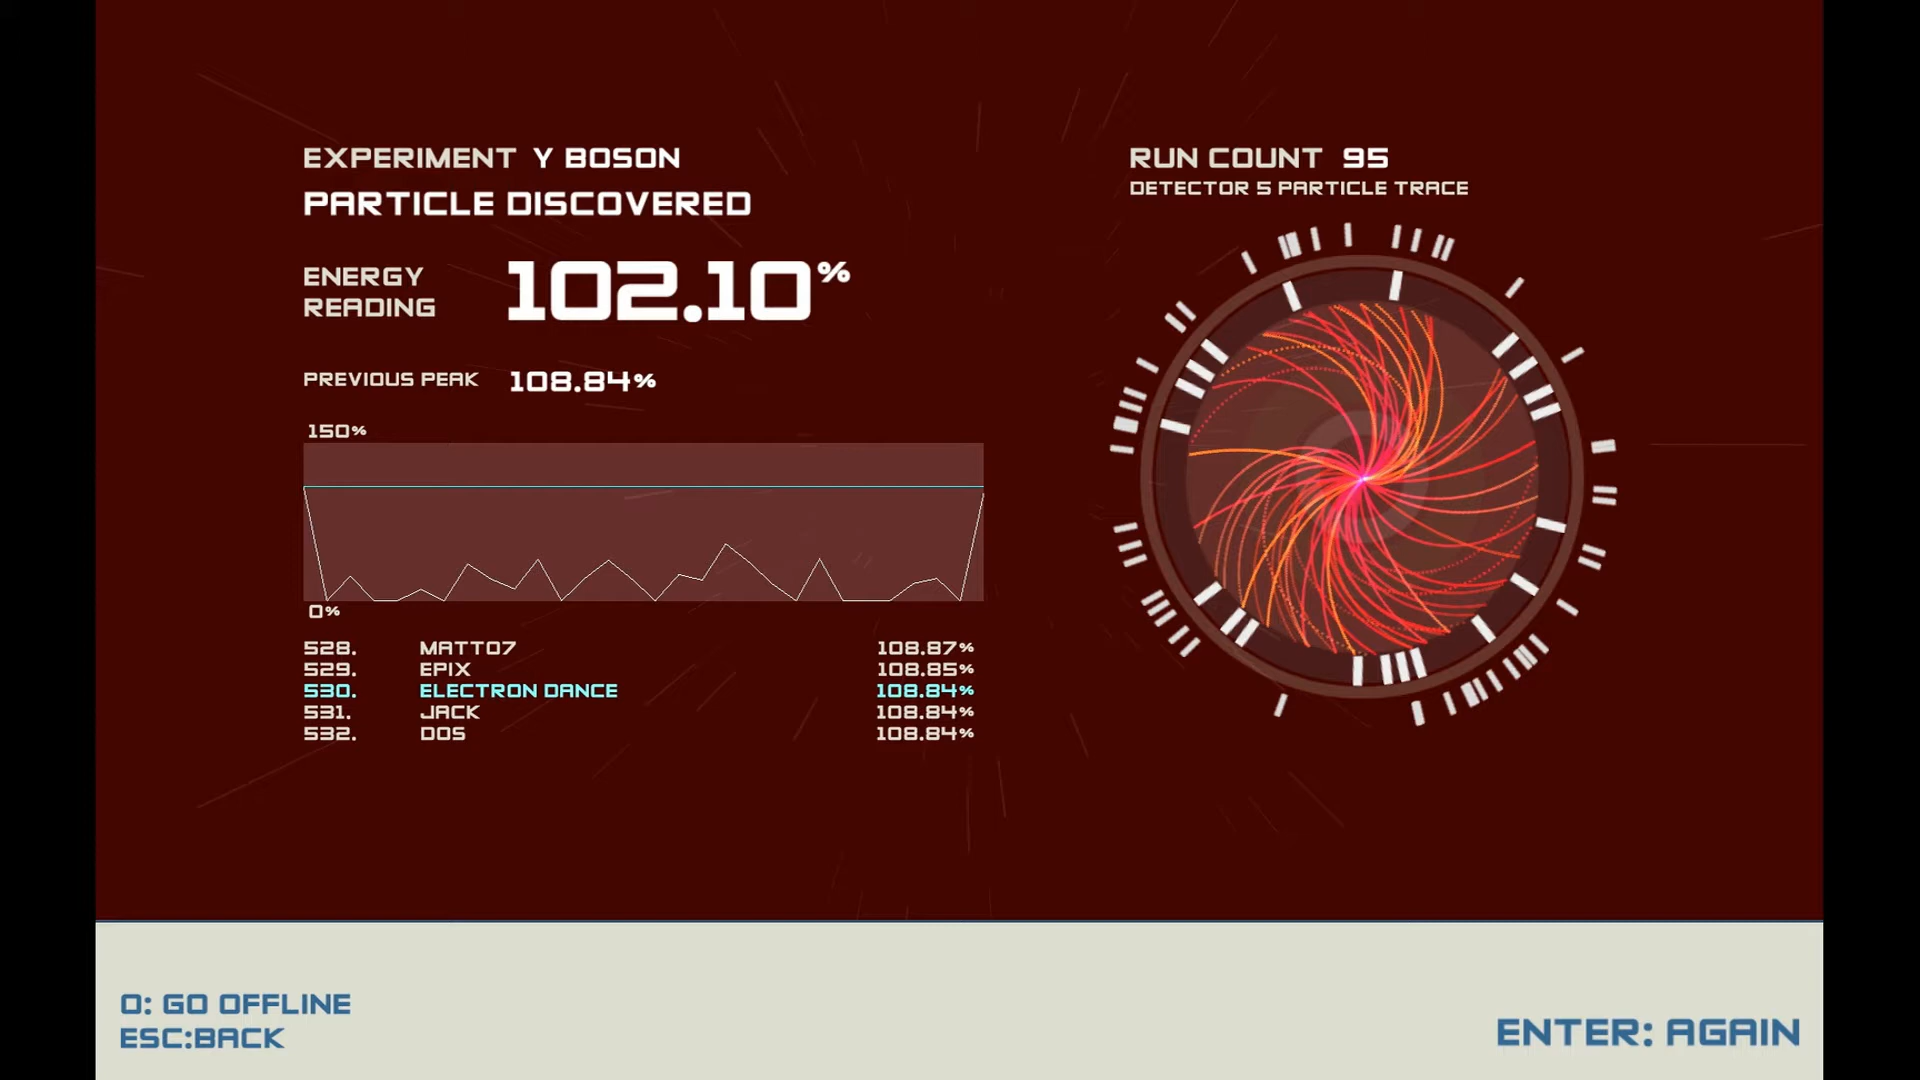 EXPERIMENT Y BOSON
PARTICLE DISCOVERED
ENERGY READING 102.10%
PREVIOUS PEAK 108.84%
150%
0%
528. MATTO7 108.87%
529. EPIX 108.85%
530. ELECTRON DANCE 108.84%
531. JACK 108.84%
532. DOS 108.84%
RUN COUNT 95
DETECTOR 5 PARTICLE TRACE
O: GO OFFLINE
ESC:BACK
ENTER: AGAIN